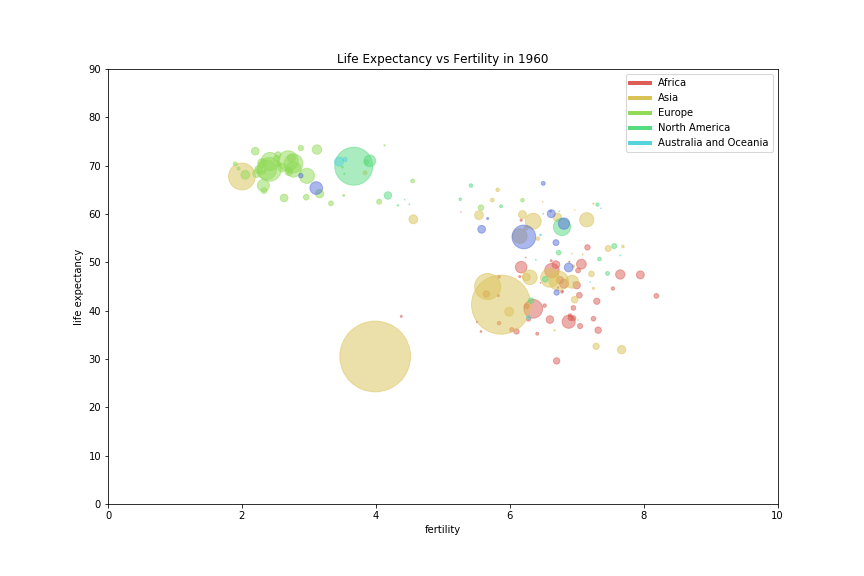 Life Expectancy vs Fertility in 1960
90
80
70
60
50
40
30
20
10
0
life expectancy
0 2 4 6 8 10
fertility
Africa
Asia
Europe
North America
Australia and Oceania